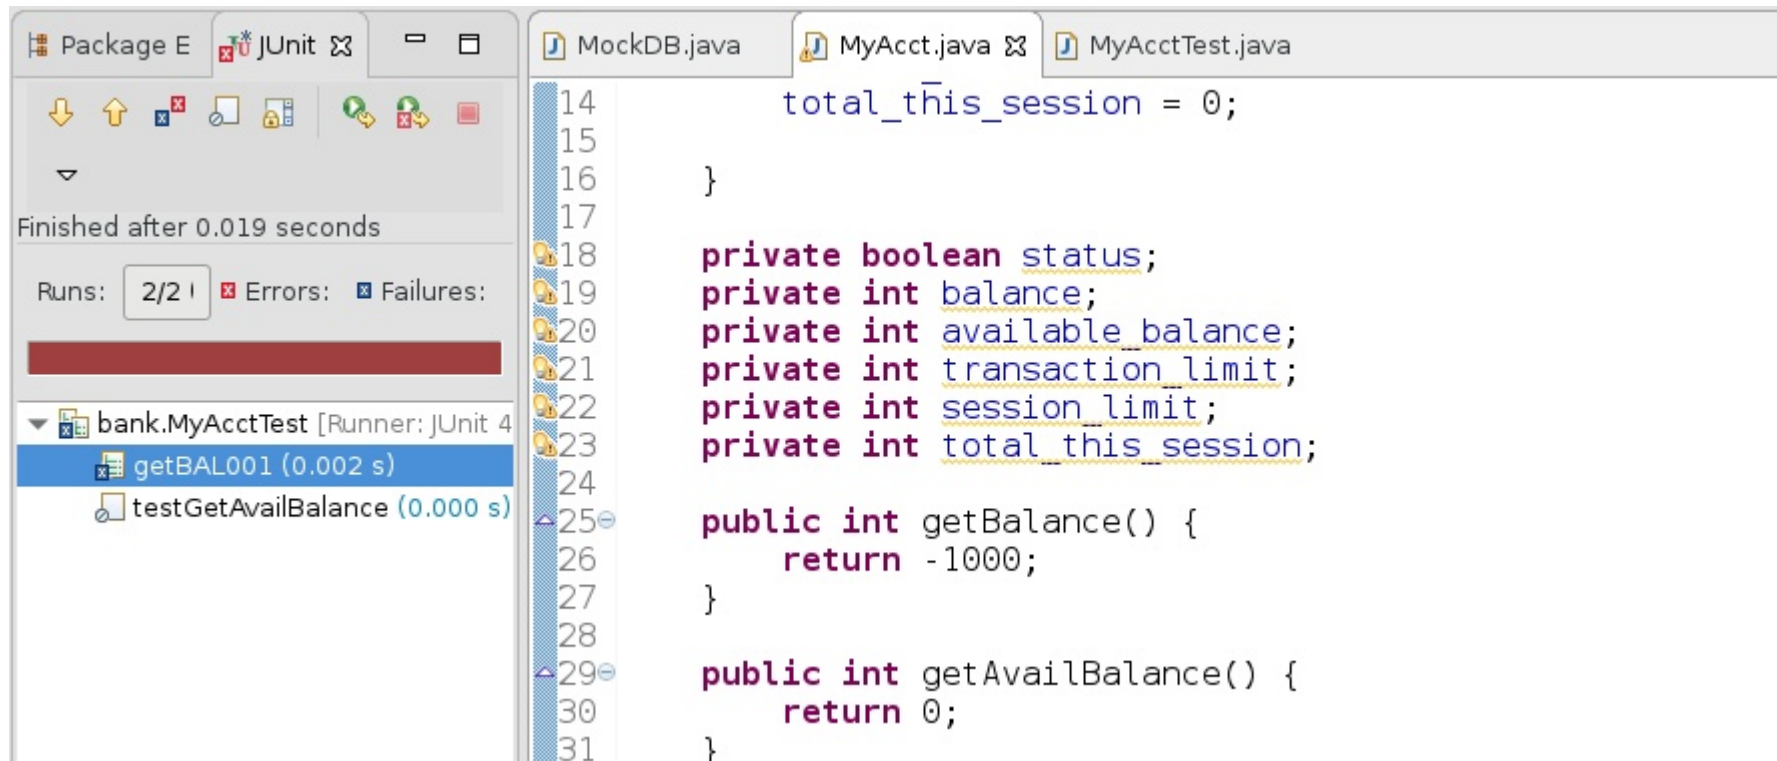 Package E
JUnit
MockDB.java
MyAcct.java
MyAcctTest.java
Finished after 0.019 seconds
Runs: 2/2
Errors:
Failures:
bank.MyAcctTest [Runner: JUnit 4
getBAL001 (0.002 s)
testGetAvailBalance (0.000 s)
14 total_this_session = 0;
15
16 }
17
18 private boolean status;
19 private int balance;
20 private int available_balance;
21 private int transaction_limit;
22 private int session_limit;
23 private int total_this_session;
24
25 public int getBalance() {
26 return -1000;
27 }
28
29 public int getAvailBalance() {
30 return 0;
31 }